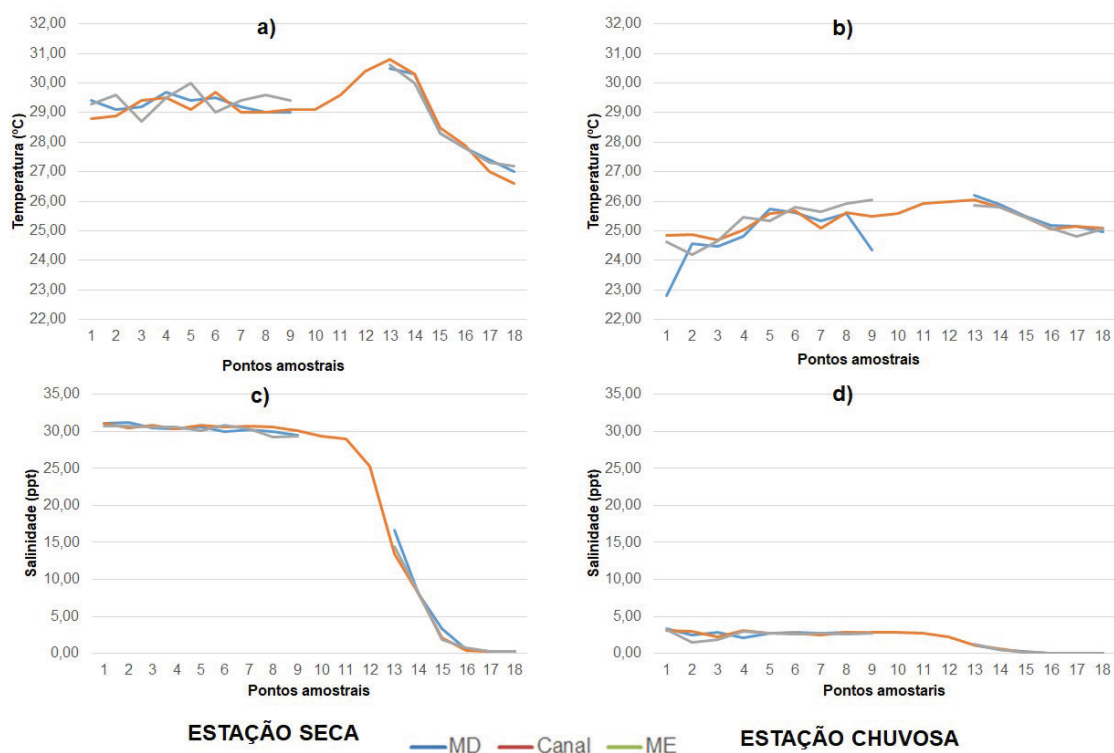 a)
32,00
31,00
30,00
29,00
28,00
27,00
26,00
25,00
24,00
23,00
22,00
Temperatura (ºC)
1 2 3 4 5 6 7 8 9 10 11 12 13 14 15 16 17 18
Pontos amostrais
b)
32,00
31,00
30,00
29,00
28,00
27,00
26,00
25,00
24,00
23,00
22,00
Temperatura (ºC)
1 2 3 4 5 6 7 8 9 10 11 12 13 14 15 16 17 18
Pontos amostrais
c)
35,00
30,00
25,00
20,00
15,00
10,00
5,00
0,00
Salinidade (ppt)
1 2 3 4 5 6 7 8 9 10 11 12 13 14 15 16 17 18
Pontos amostrais
d)
35,00
30,00
25,00
20,00
15,00
10,00
5,00
0,00
Salinidade (ppt)
1 2 3 4 5 6 7 8 9 10 11 12 13 14 15 16 17 18
Pontos amostaris
ESTAÇÃO SECA
MD Canal ME
ESTAÇÃO CHUVOSA